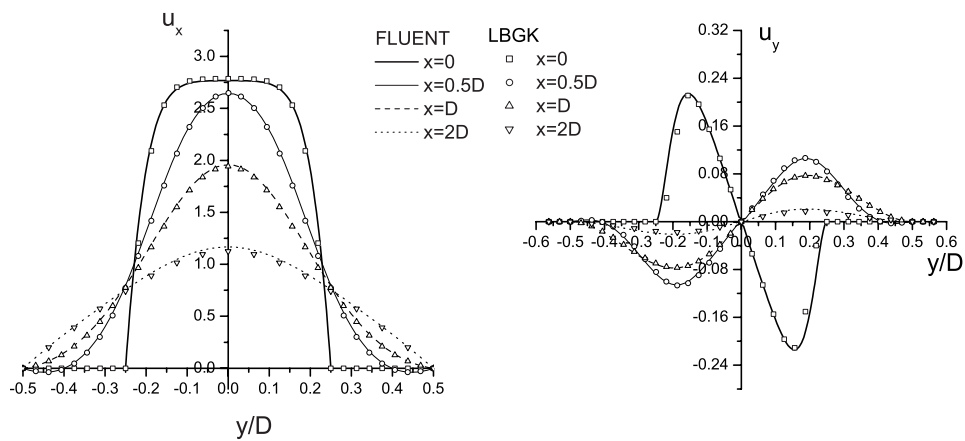 u_x
3.0
2.5
2.0
1.5
1.0
0.5
0.0
-0.5 -0.4 -0.3 -0.2 -0.1 0.0 0.1 0.2 0.3 0.4 0.5
y/D
FLUENT LBGK
x=0 x=0
x=0.5D x=0.5D
x=D x=D
x=2D x=2D
u_y
0.32
0.24
0.16
0.08
0.00
-0.6 -0.5 -0.4 -0.3 -0.2 -0.1 0.0 0.1 0.2 0.3 0.4 0.5 0.6
y/D
-0.08
-0.16
-0.24